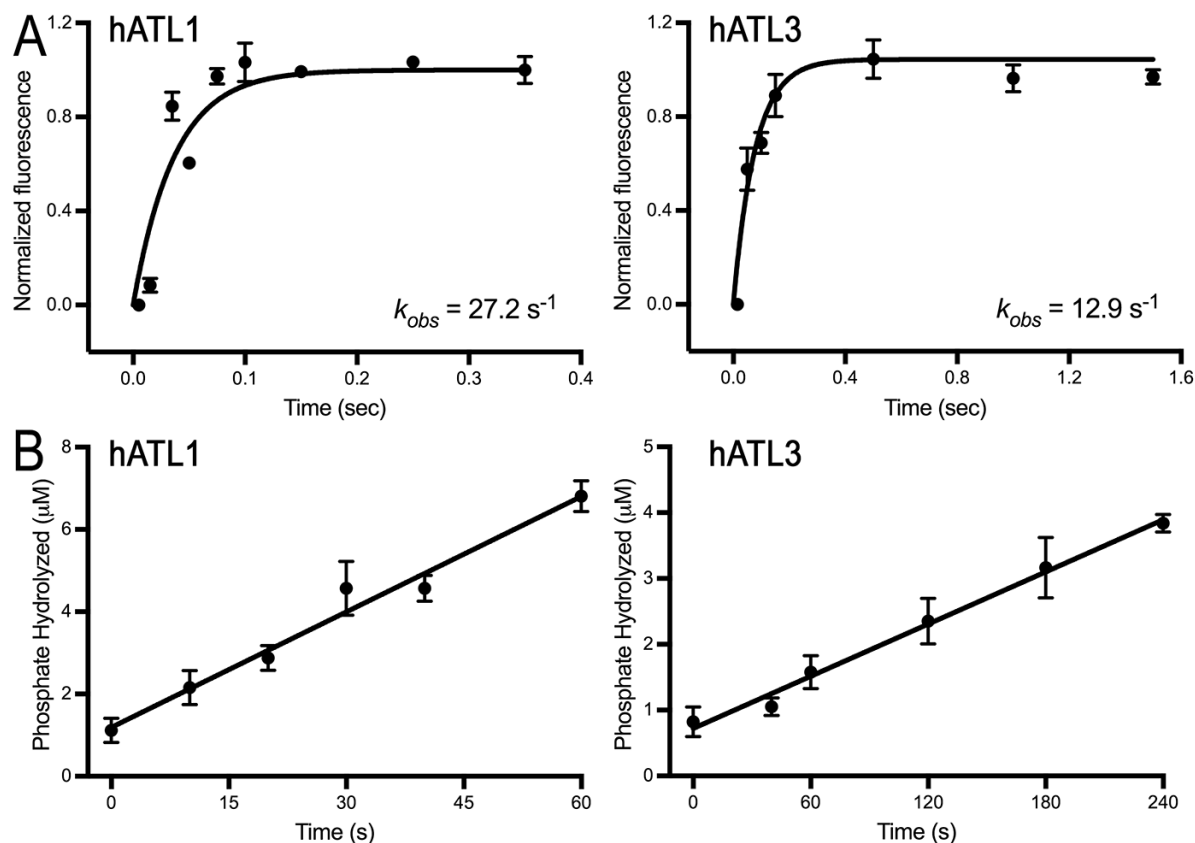 A
hATL1
Normalized fluorescence
1.2
0.8
0.4
0.0
k_obs = 27.2 s⁻¹
0.0 0.1 0.2 0.3 0.4
Time (sec)
hATL3
Normalized fluorescence
1.2
0.8
0.4
0.0
k_obs = 12.9 s⁻¹
0.0 0.4 0.8 1.2 1.6
Time (sec)
B
hATL1
Phosphate Hydrolyzed (μM)
8
6
4
2
0
0 15 30 45 60
Time (s)
hATL3
Phosphate Hydrolyzed (μM)
5
4
3
2
1
0
0 60 120 180 240
Time (s)